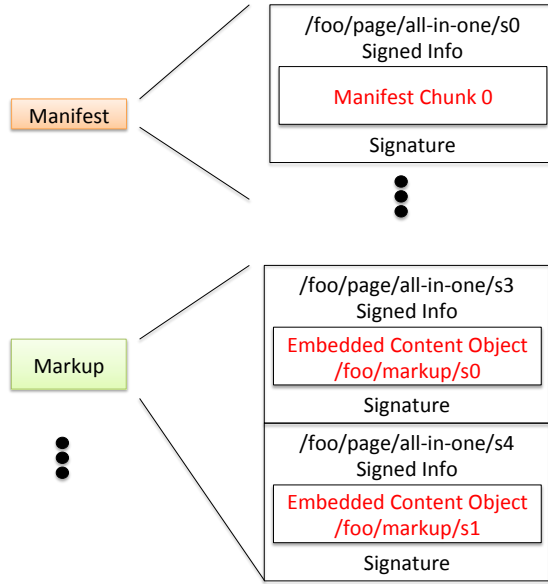 /foo/page/all-in-one/s0
Signed Info
Manifest Chunk 0
Manifest
Signature
/foo/page/all-in-one/s3
Signed Info
Embedded Content Object
/foo/markup/s0
Markup
Signature
/foo/page/all-in-one/s4
Signed Info
Embedded Content Object
/foo/markup/s1
Signature